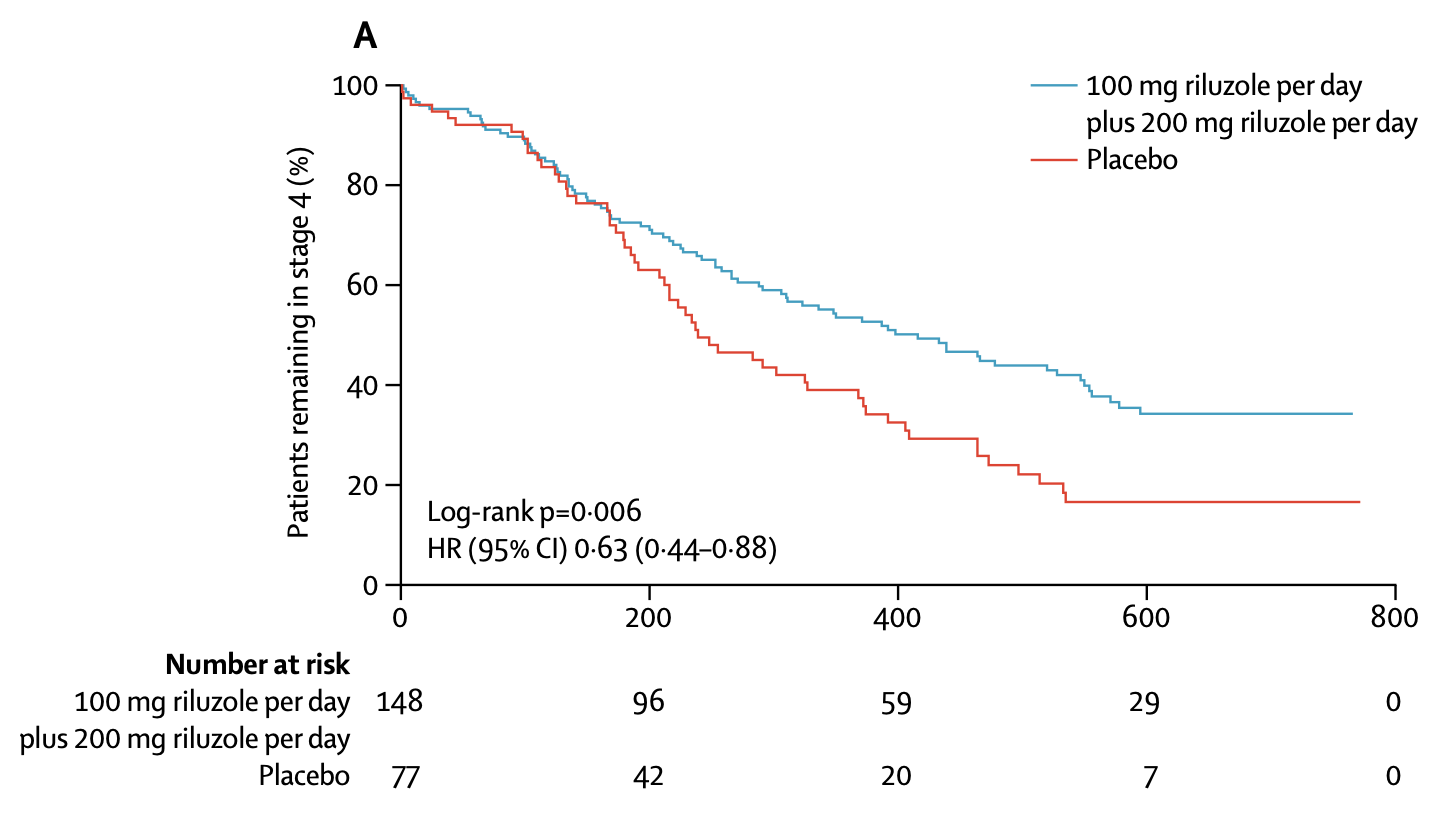 A
100 mg riluzole per day
plus 200 mg riluzole per day
Placebo
Patients remaining in stage 4 (%)
100
80
60
40
20
0
Log-rank p=0·006
HR (95% CI) 0·63 (0·44–0·88)
0 200 400 600 800
Number at risk
100 mg riluzole per day 148 96 59 29 0
plus 200 mg riluzole per day
Placebo 77 42 20 7 0